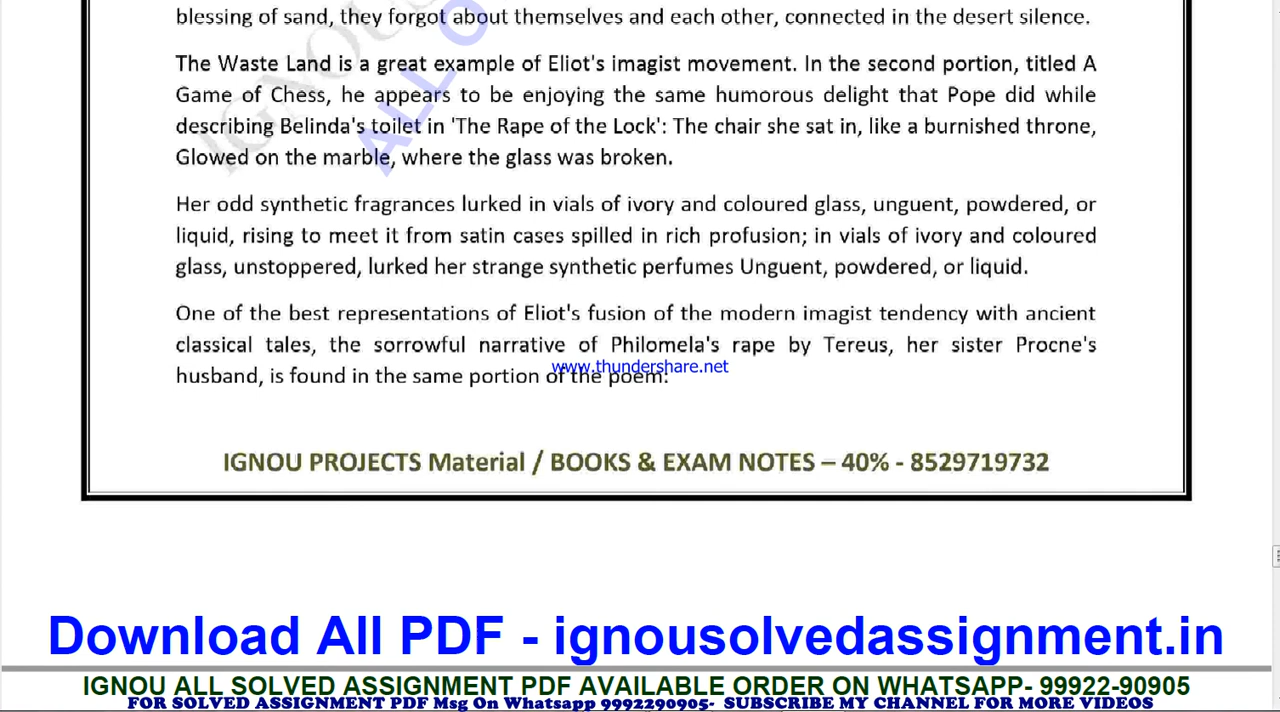 blessing of sand, they forgot about themselves and each other, connected in the desert silence.
The Waste Land is a great example of Eliot's imagist movement. In the second portion, titled A
Game of Chess, he appears to be enjoying the same humorous delight that Pope did while
describing Belinda's toilet in 'The Rape of the Lock': The chair she sat in, like a burnished throne,
Glowed on the marble, where the glass was broken.
Her odd synthetic fragrances lurked in vials of ivory and coloured glass, unguent, powdered, or
liquid, rising to meet it from satin cases spilled in rich profusion; in vials of ivory and coloured
glass, unstoppered, lurked her strange synthetic perfumes Unguent, powdered, or liquid.
One of the best representations of Eliot's fusion of the modern imagist tendency with ancient
classical tales, the sorrowful narrative of Philomela's rape by Tereus, her sister Procne's
www.thundershare.net
husband, is found in the same portion of the poem:
IGNOU PROJECTS Material / BOOKS & EXAM NOTES – 40% - 8529719732
Download All PDF - ignousolvedassignment.in
IGNOU ALL SOLVED ASSIGNMENT PDF AVAILABLE ORDER ON WHATSAPP- 99922-90905
FOR SOLVED ASSIGNMENT PDF Msg On Whatsapp 9992290905- SUBSCRIBE MY CHANNEL FOR MORE VIDEOS
IGNOU
ALL O